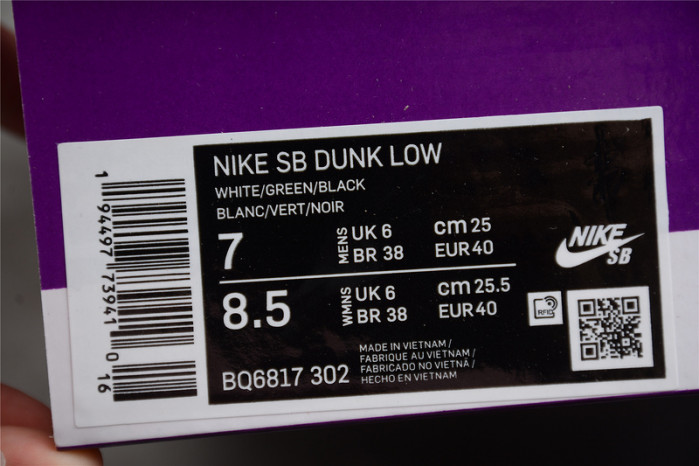 NIKE SB DUNK LOW
WHITE/GREEN/BLACK
BLANC/VERT/NOIR
7
MENS
UK 6
BR 38
cm 25
EUR 40
8.5
WMNS
UK 6
BR 38
cm 25.5
EUR 40
BQ6817 302
MADE IN VIETNAM /
FABRIQUE AU VIETNAM /
FABRICADO NO VIETNÃ /
HECHO EN VIETNAM
NIKE
SB
RFID
1 94497 73941 0 16